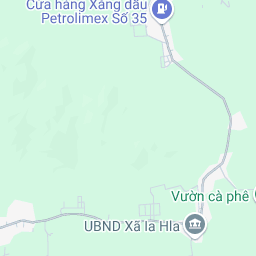 Cửa hàng Xăng dầu
Petrolimex Số 35
Vườn cà phê
UBND Xã Ia Hla